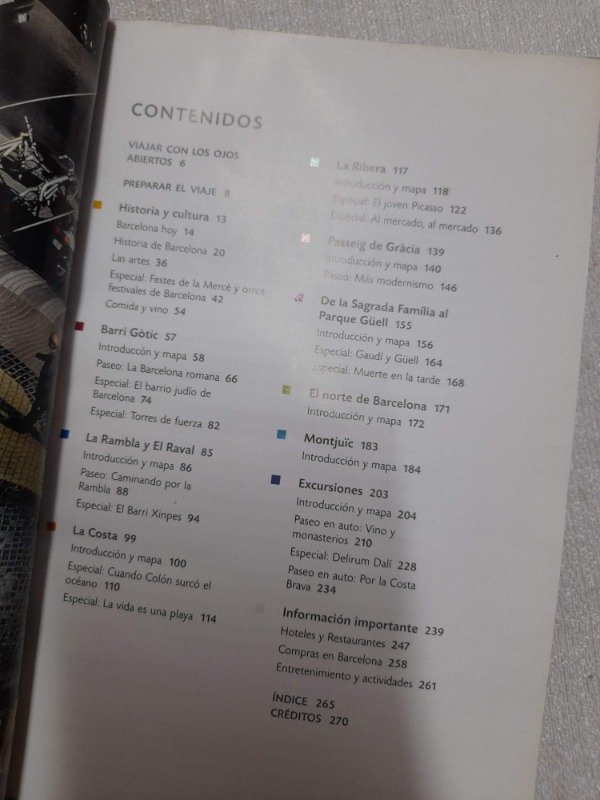 CONTENIDOS
VIAJAR CON LOS OJOS
ABIERTOS 6
PREPARAR EL VIAJE 8
Historia y cultura 13
Barcelona hoy 14
Historia de Barcelona 20
Las artes 36
Especial: Festes de la Mercè y otros
festivales de Barcelona 42
Comida y vino 54
Barri Gòtic 57
Introduccón y mapa 58
Paseo: La Barcelona romana 66
Especial: El barrio judío de
Barcelona 74
Especial: Torres de fuerza 82
La Rambla y El Raval 85
Introducción y mapa 86
Paseo: Caminando por la
Rambla 88
Especial: El Barri Xinpes 94
La Costa 99
Introducción y mapa 100
Especial: Cuando Colón surcó el
océano 110
Especial: La vida es una playa 114
La Ribera 117
Introducción y mapa 118
Especial: El joven Picasso 122
Especial: Al mercado, al mercado 136
Passeig de Gràcia 139
Introducción y mapa 140
Paseo: Más modernismo 146
De la Sagrada Família al
Parque Güell 155
Introducción y mapa 156
Especial: Gaudí y Güell 164
Especial: Muerte en la tarde 168
El norte de Barcelona 171
Introducción y mapa 172
Montjuïc 183
Introducción y mapa 184
Excursiones 203
Introducción y mapa 204
Paseo en auto: Vino y
monasterios 210
Especial: Delirum Dalí 228
Paseo en auto: Por la Costa
Brava 234
Información importante 239
Hoteles y Restaurantes 247
Compras en Barcelona 258
Entretenimiento y actividades 261
ÍNDICE 265
CRÉDITOS 270